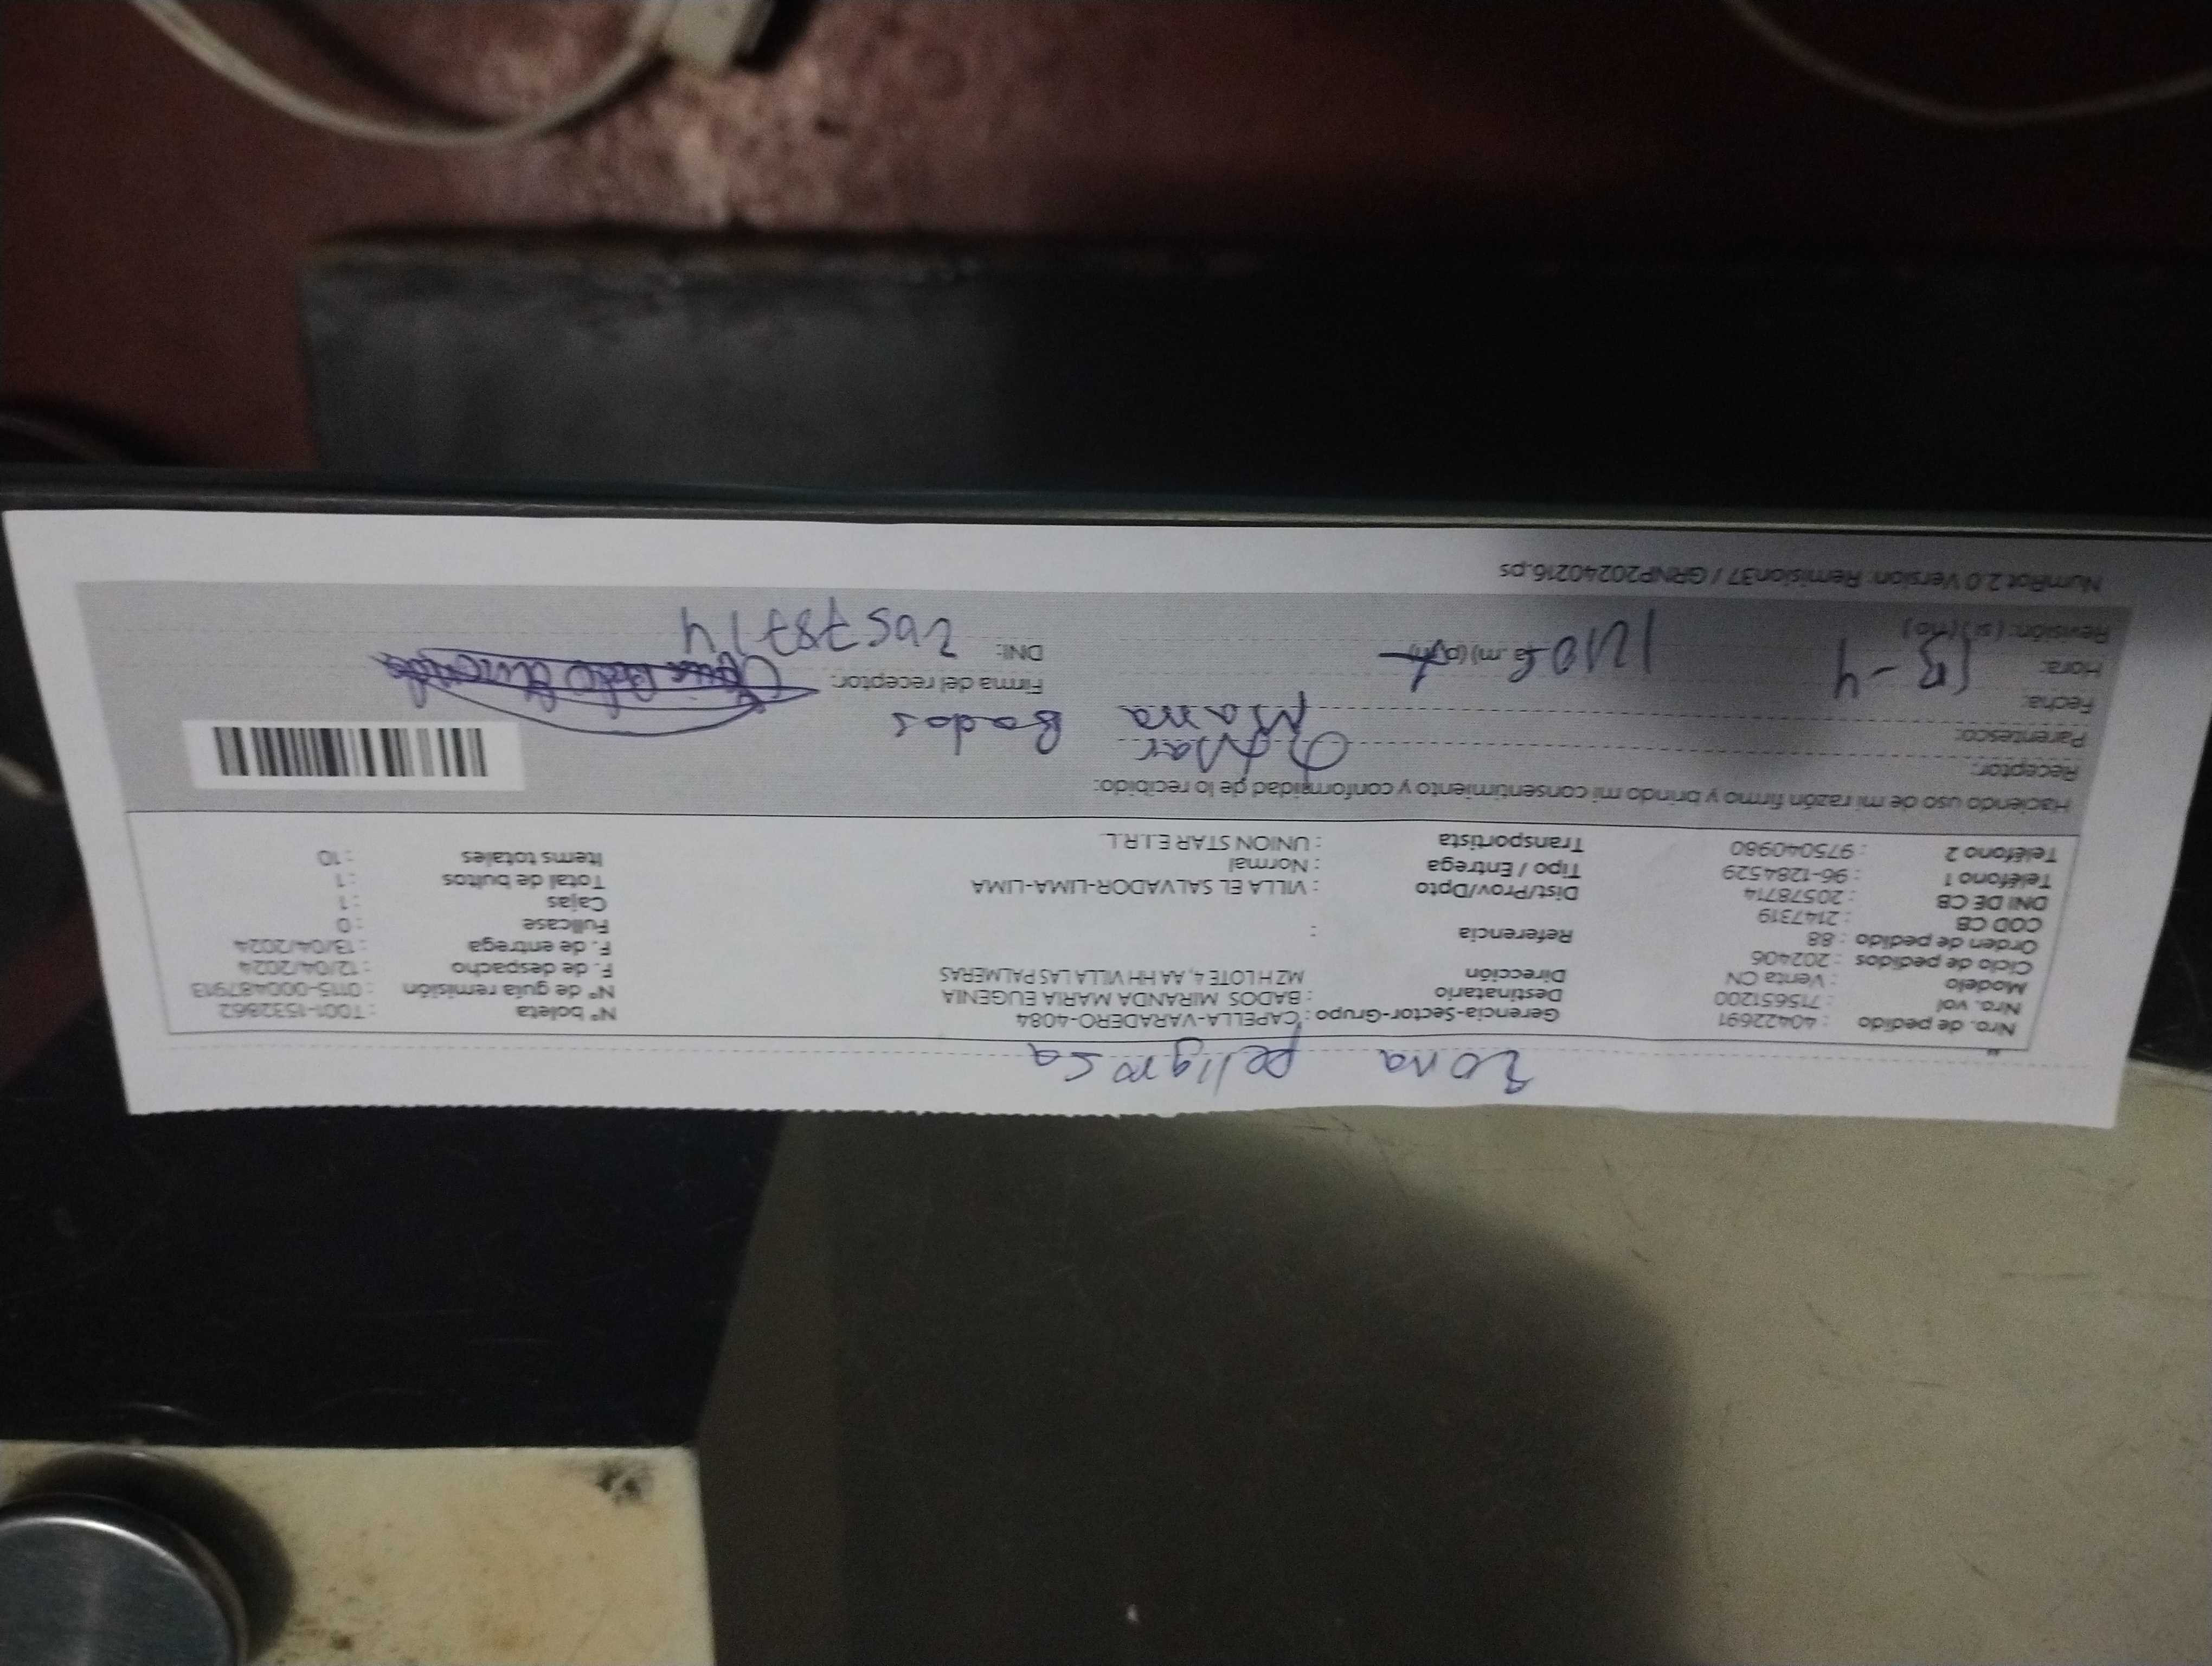 zona peligrosa
Nro. de pedido : 40422691
Nro. vol : 715651200
Modelo : Venta CN
Ciclo de pedidos : 202406
Orden de pedido : 88
COD CB : 2147319
DNI DE CB : 20578714
Teléfono 1 : 96-1284529
Teléfono 2 : 975040980
Gerencia-Sector-Grupo : CAPELLA-VARADERO-4084
Destinatario : BADOS MIRANDA MARIA EUGENIA
Dirección MZ H LOTE 4, AA HH VILLA LAS PALMERAS
Referencia :
Dist/Prov/Dpto : VILLA EL SALVADOR-LIMA-LIMA
Tipo / Entrega : Normal
Transportista : UNION STAR E.I.R.L.
Nº boleta : T001-1532862
Nº de guía remisión : 0115-000487913
F. de despacho : 12/04/2024
F. de entrega : 13/04/2024
Fullcase : 0
Cajas : 1
Total de bultos : 1
Items totales : 10
Haciendo uso de mi razón firmo y brindo mi consentimiento y conformidad de lo recibido:
Receptor:
Parentesco: Bados
Fecha: 13-4
Hora: (a.m) (p.m)
Revisión: (si) (no)
Firma del receptor:
DNI: 20578714
NumRot 2.0 Version: Remision37 / GRNP20240216.ps